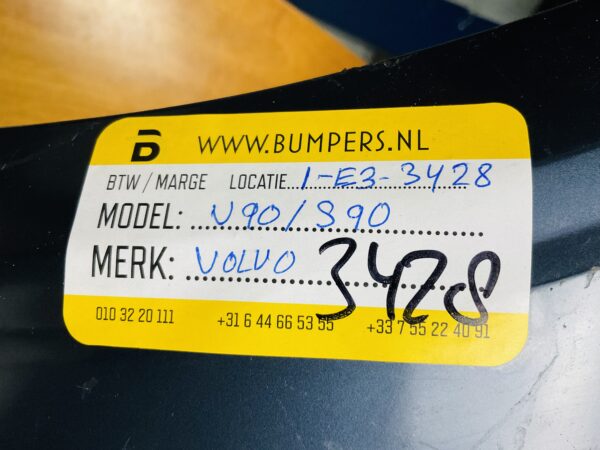 B WWW.BUMPERS.NL
BTW / MARGE LOCATIE...1-E3-3428
MODEL: V90/S90
MERK: VOLVO 3428
010 32 20 111 +31 6 44 66 53 55 +33 7 55 22 40 91